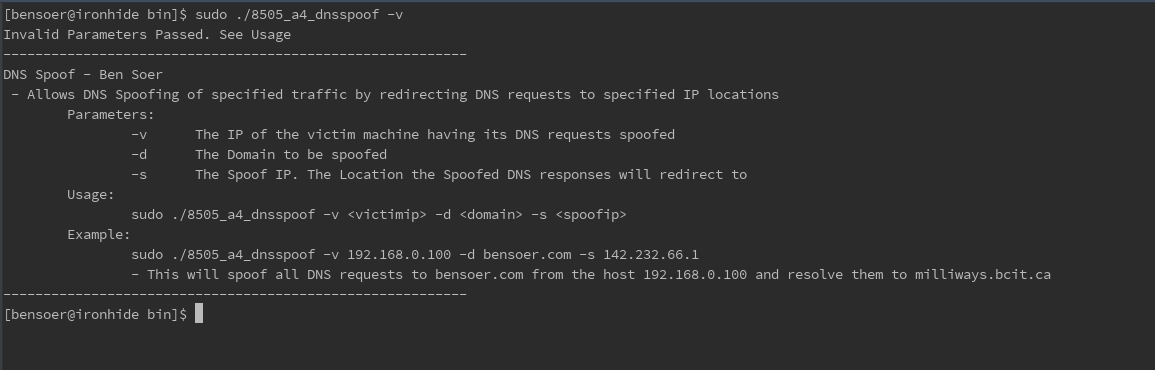 [bensoer@ironhide bin]$ sudo ./8505_a4_dnsspoof -v
Invalid Parameters Passed. See Usage
----------------------------------------------------------
DNS Spoof - Ben Soer
 - Allows DNS Spoofing of specified traffic by redirecting DNS requests to specified IP locations
        Parameters:
                -v      The IP of the victim machine having its DNS requests spoofed
                -d      The Domain to be spoofed
                -s      The Spoof IP. The Location the Spoofed DNS responses will redirect to
        Usage:
                sudo ./8505_a4_dnsspoof -v <victimip> -d <domain> -s <spoofip>
        Example:
                sudo ./8505_a4_dnsspoof -v 192.168.0.100 -d bensoer.com -s 142.232.66.1
                - This will spoof all DNS requests to bensoer.com from the host 192.168.0.100 and resolve them to milliways.bcit.ca
----------------------------------------------------------
[bensoer@ironhide bin]$